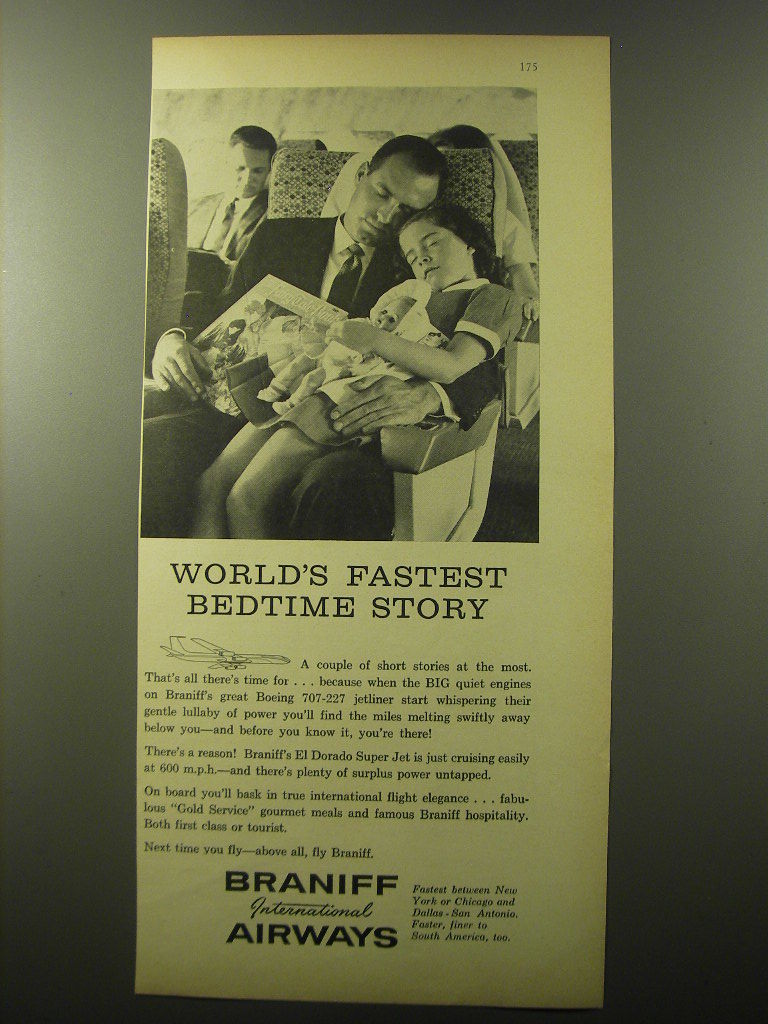 175
WORLD'S FASTEST
BEDTIME STORY
A couple of short stories at the most.
That's all there's time for . . . because when the BIG quiet engines
on Braniff's great Boeing 707-227 jetliner start whispering their
gentle lullaby of power you'll find the miles melting swiftly away
below you—and before you know it, you're there!
There's a reason! Braniff's El Dorado Super Jet is just cruising easily
at 600 m.p.h.—and there's plenty of surplus power untapped.
On board you'll bask in true international flight elegance . . . fabu-
lous "Gold Service" gourmet meals and famous Braniff hospitality.
Both first class or tourist.
Next time you fly—above all, fly Braniff.
BRANIFF
International
AIRWAYS
Fastest between New
York or Chicago and
Dallas - San Antonio.
Faster, finer to
South America, too.